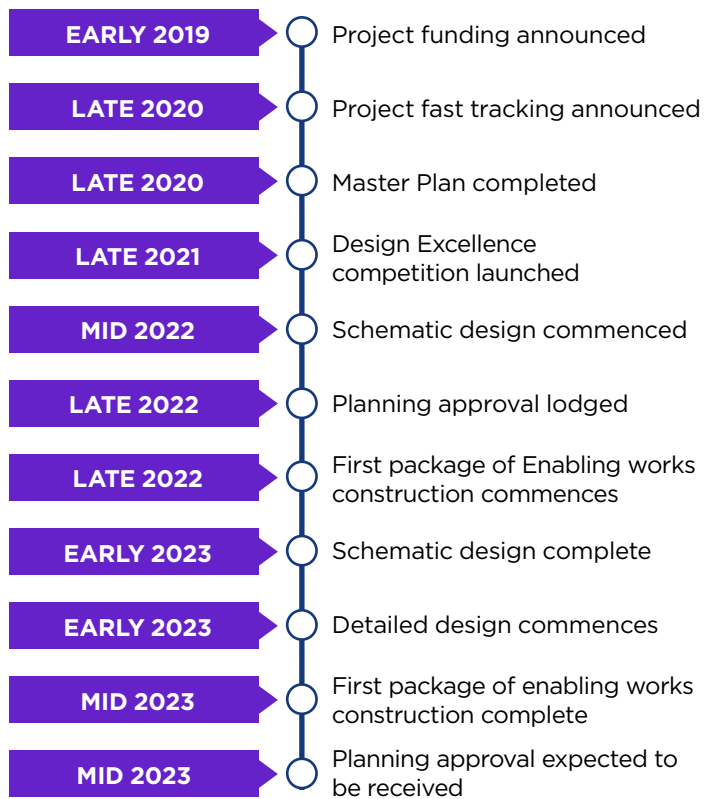 EARLY 2019
Project funding announced
LATE 2020
Project fast tracking announced
LATE 2020
Master Plan completed
LATE 2021
Design Excellence
competition launched
MID 2022
Schematic design commenced
LATE 2022
Planning approval lodged
LATE 2022
First package of Enabling works
construction commences
EARLY 2023
Schematic design complete
EARLY 2023
Detailed design commences
MID 2023
First package of enabling works
construction complete
MID 2023
Planning approval expected to
be received